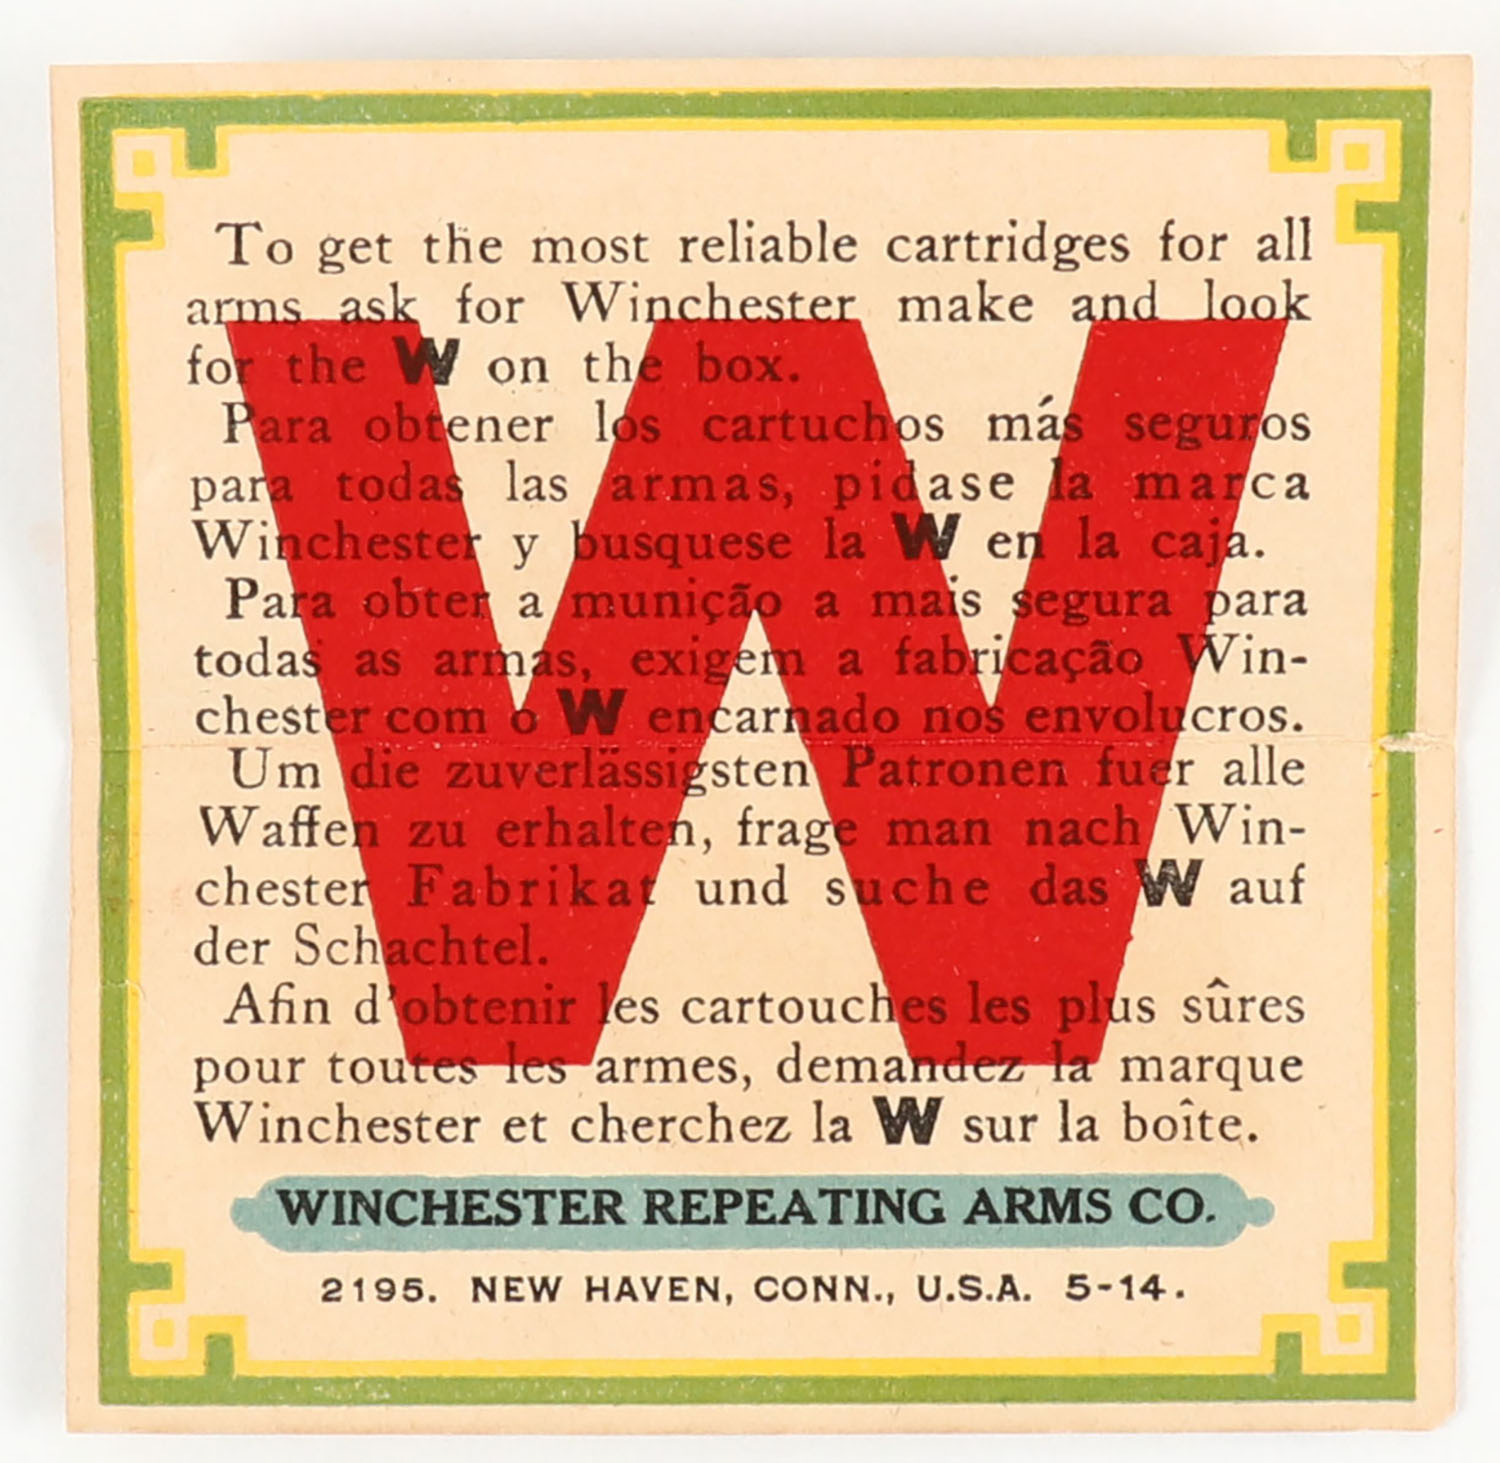 To get the most reliable cartridges for all
arms ask for Winchester make and look
for the W on the box.
Para obtener los cartuchos más seguros
para todas las armas, pidase la marca
Winchester y busquese la W en la caja.
Para obter a munição a mais segura para
todas as armas, exigem a fabricação Win-
chester com o W encarnado nos envolucros.
Um die zuverlässigsten Patronen fuer alle
Waffen zu erhalten, frage man nach Win-
chester Fabrikat und suche das W auf
der Schachtel.
Afin d'obtenir les cartouches les plus sûres
pour toutes les armes, demandez la marque
Winchester et cherchez la W sur la boîte.
W
WINCHESTER REPEATING ARMS CO.
2195. NEW HAVEN, CONN., U.S.A. 5-14.